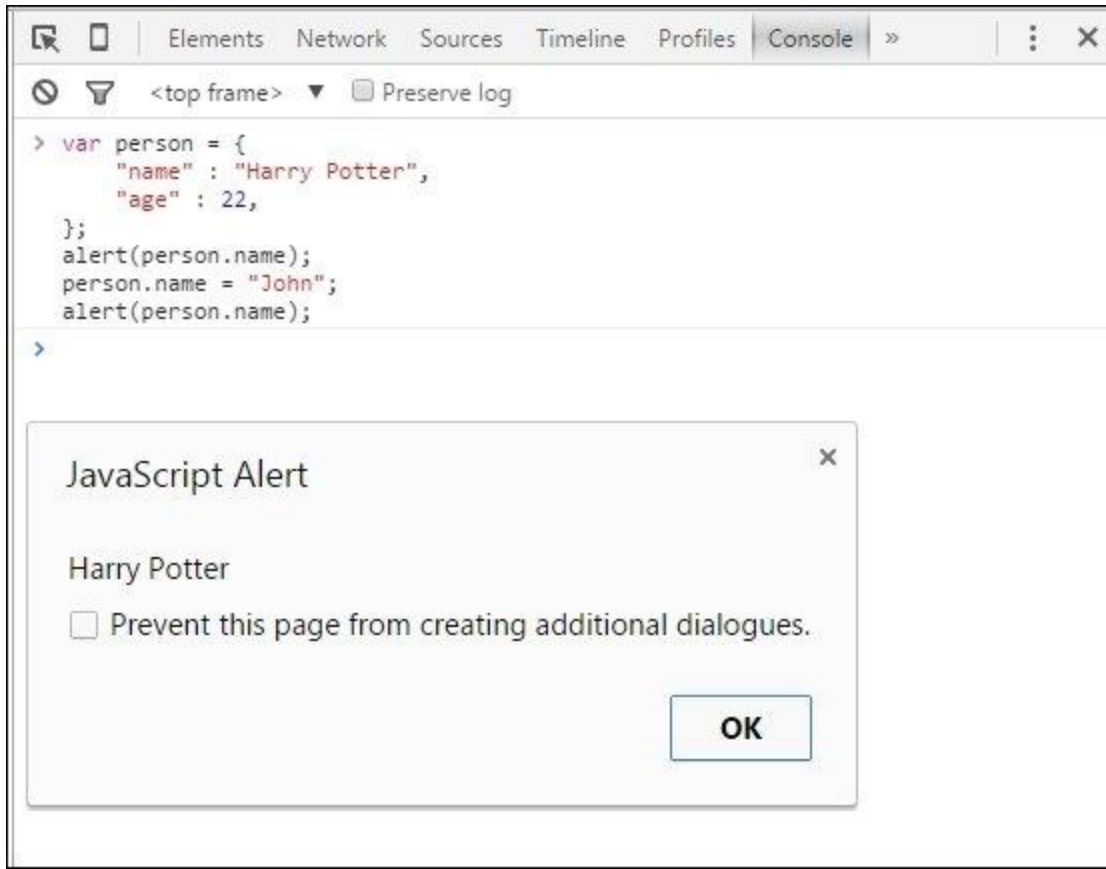 Elements Network Sources Timeline Profiles Console »
<top frame> ▼ Preserve log
> var person = {
"name" : "Harry Potter",
"age" : 22,
};
alert(person.name);
person.name = "John";
alert(person.name);
>
JavaScript Alert
Harry Potter
Prevent this page from creating additional dialogues.
OK